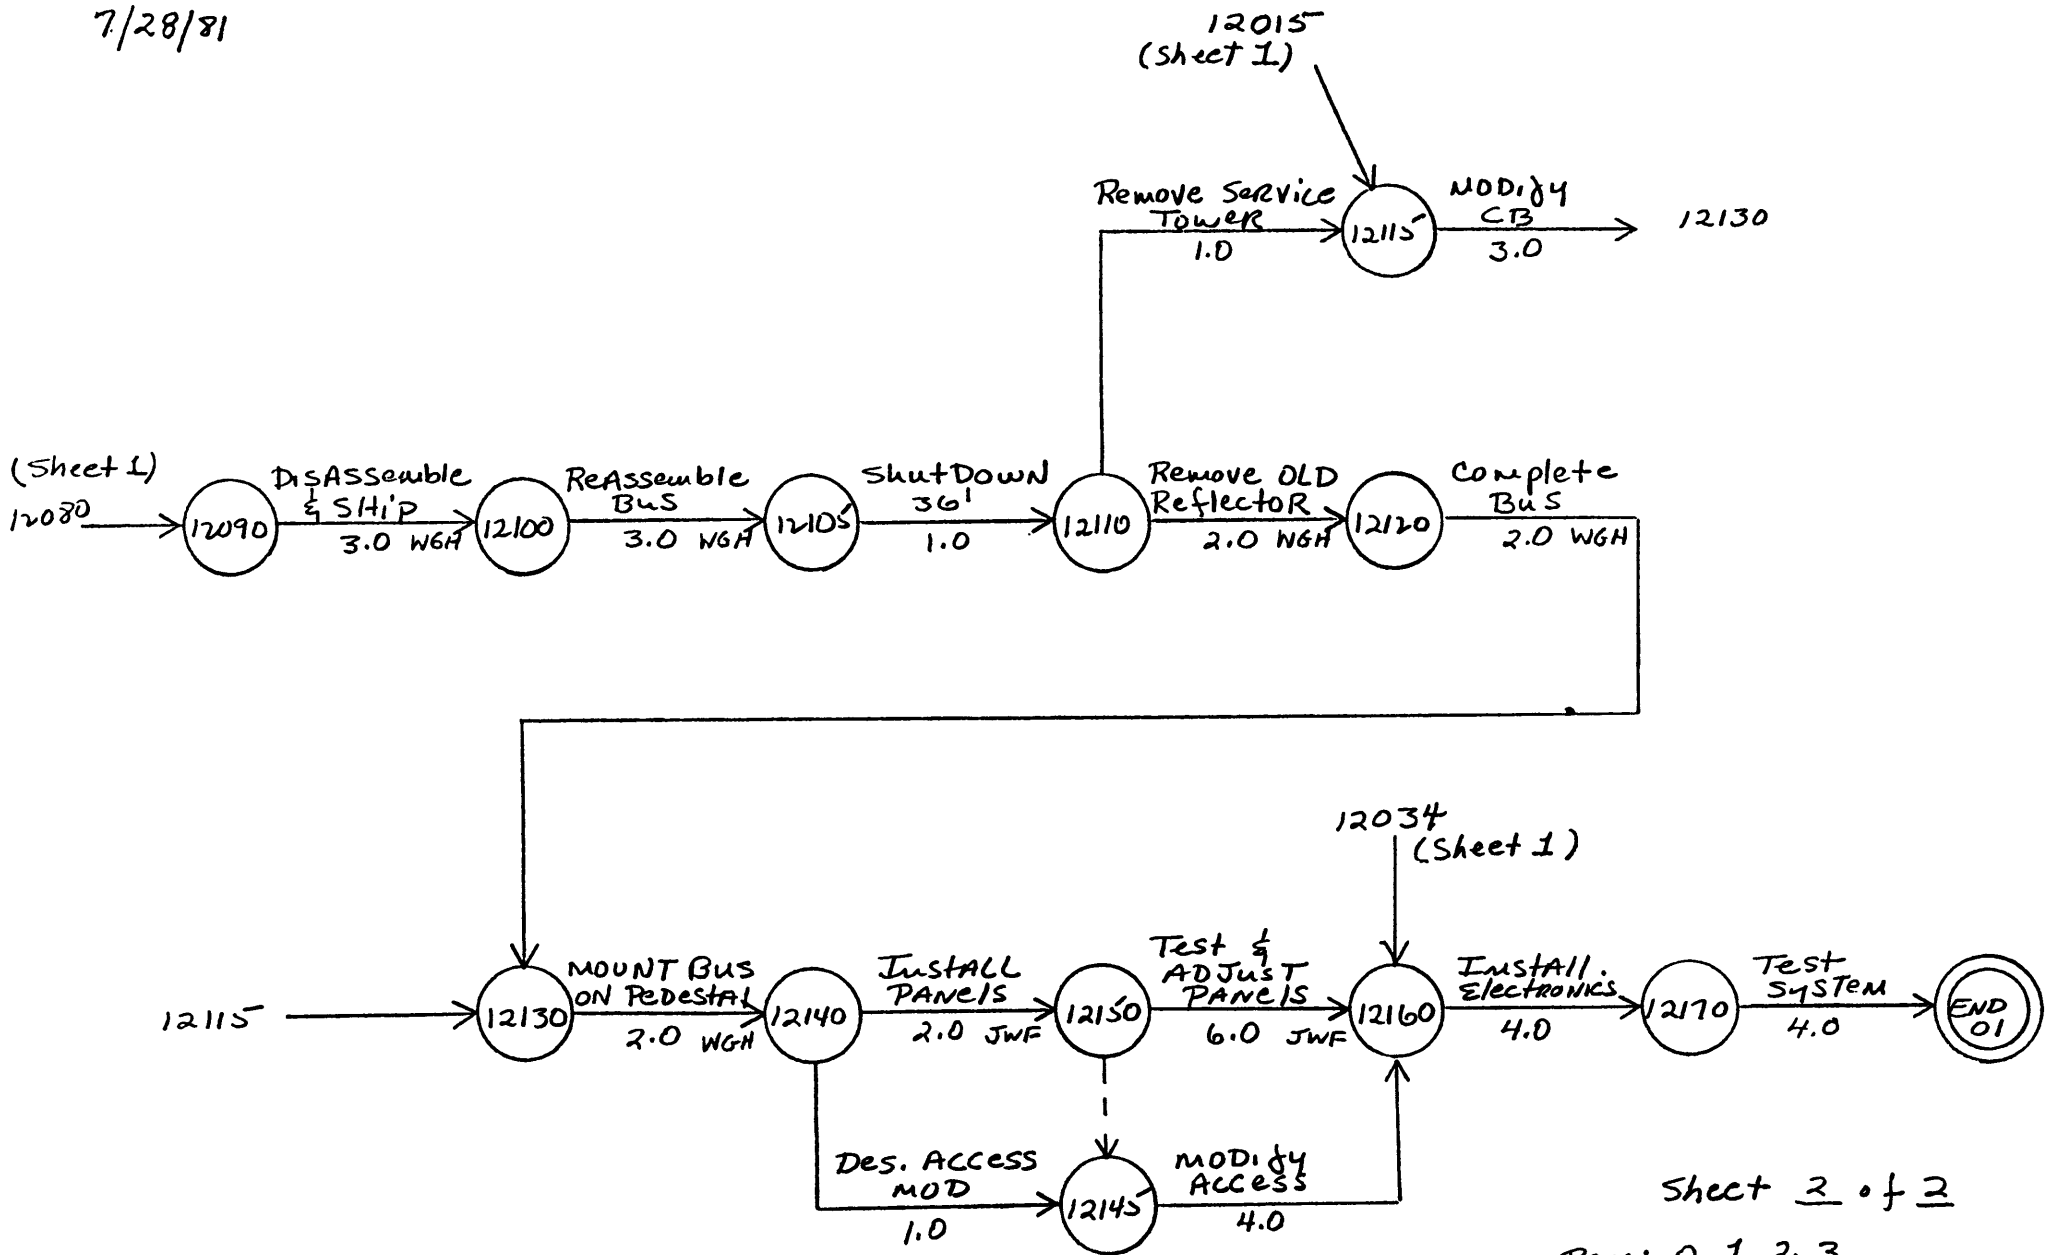 7/28/81
12015
(Sheet 1)
Remove Service
Tower
1.0
12115
Modify
CB
3.0
12130
(Sheet 1)
12080
12090
DisAssemble
& SHip
3.0 WGH
12100
ReAssemble
Bus
3.0 WGH
12105
ShutDown
36'
1.0
12110
Remove OLD
Reflector
2.0 WGH
12120
Complete
Bus
2.0 WGH
12034
(Sheet 1)
12115
12130
MOUNT Bus
ON PeDestAl
2.0 WGH
12140
InstALL
PANels
2.0 JWF
12150
Test &
ADJusT
PANels
6.0 JWF
12160
InstAll.
Electronics
4.0
12170
Test
SysTem
4.0
END
01
Des. Access
MOD
1.0
12145
MODify
Access
4.0
Sheet 2 of 2